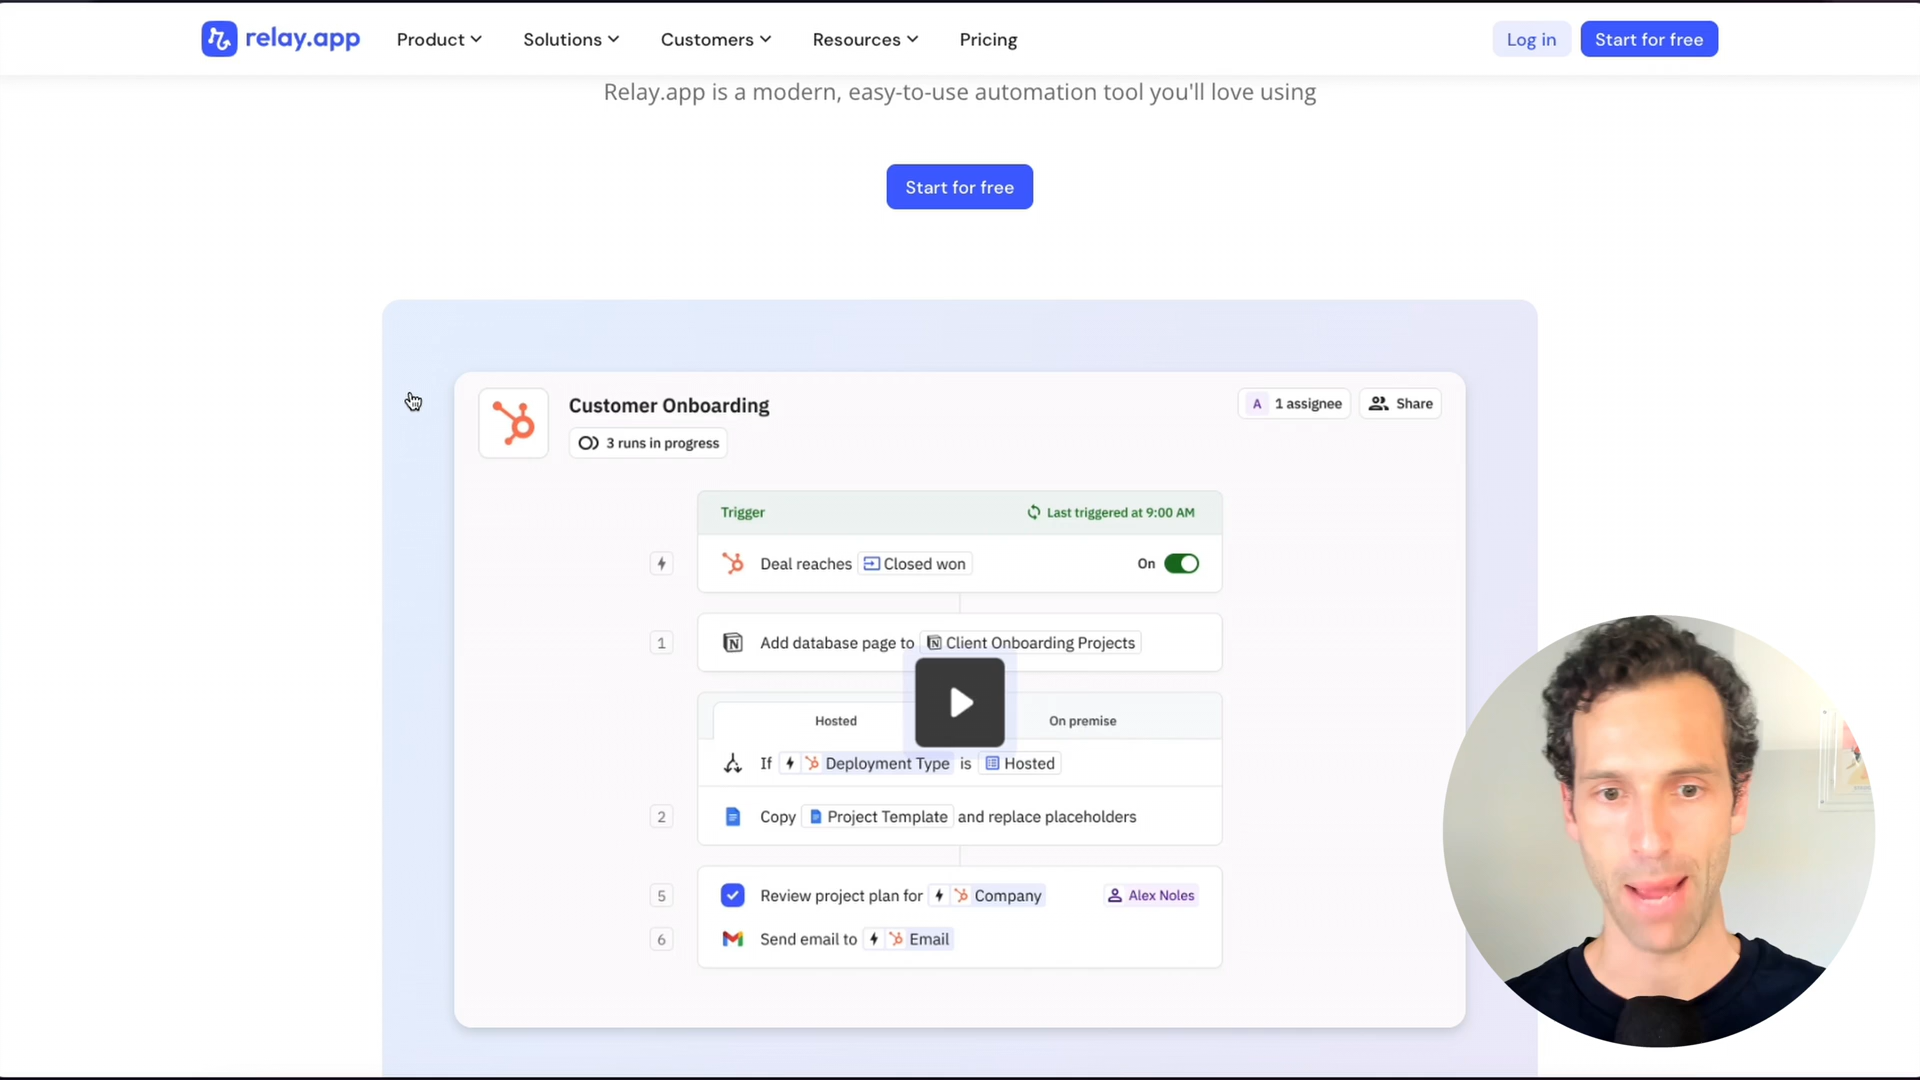 relay.app
Product
Solutions
Customers
Resources
Pricing
Log in
Start for free
Relay.app is a modern, easy-to-use automation tool you'll love using
Start for free
Customer Onboarding
3 runs in progress
A 1 assignee
Share
Trigger
Last triggered at 9:00 AM
Deal reaches Closed won
On
1 Add database page to Client Onboarding Projects
Hosted
On premise
If Deployment Type is Hosted
2 Copy Project Template and replace placeholders
5 Review project plan for Company
Alex Noles
6 Send email to Email